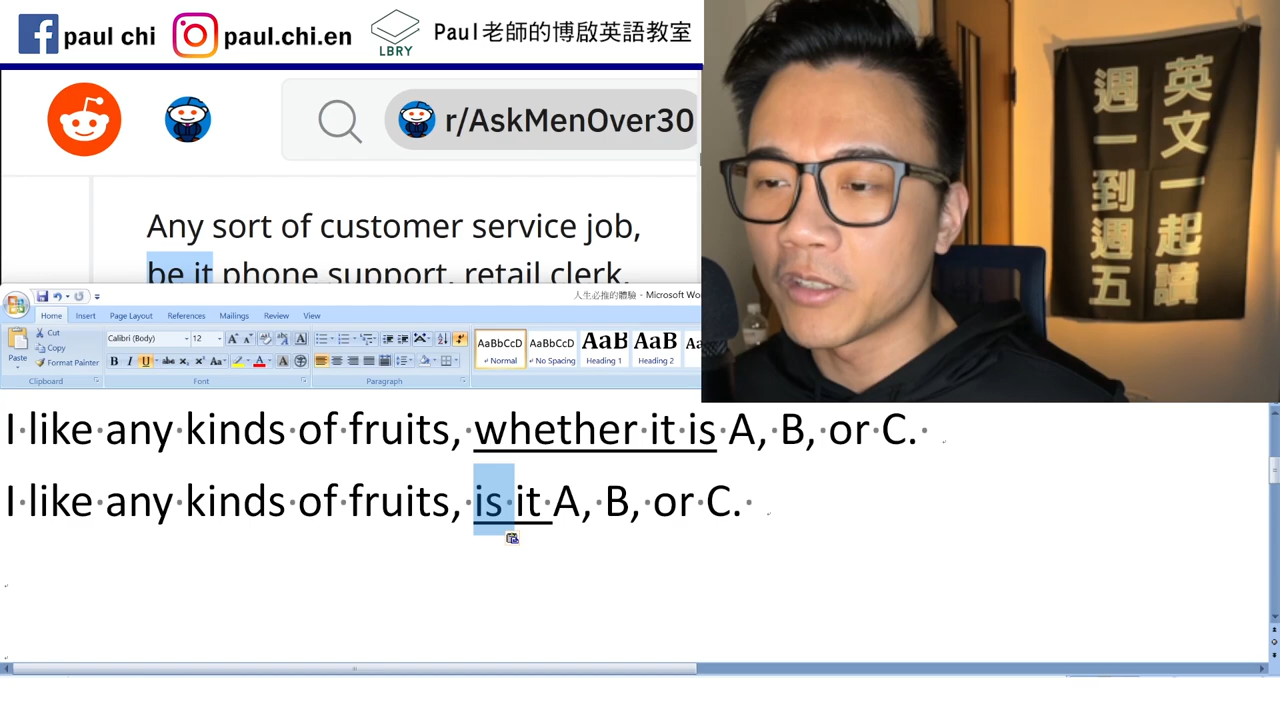 paul chi
paul.chi.en
LBRY
Paul老師的博啟英語教室
r/AskMenOver30
Any sort of customer service job,
be it phone support, retail clerk,
英文一起讀
週一到週五
人生必推的體驗 - Microsoft Wo
Home Insert Page Layout References Mailings Review View
Paste
Cut
Copy
Format Painter
Clipboard
Calibri (Body) 12
B I U abc
Font
Paragraph
AaBbCcD AaBbCcD AaBb AaBb
Normal No Spacing Heading 1 Heading 2
I like any kinds of fruits, whether it is A, B, or C.
I like any kinds of fruits, is it A, B, or C.